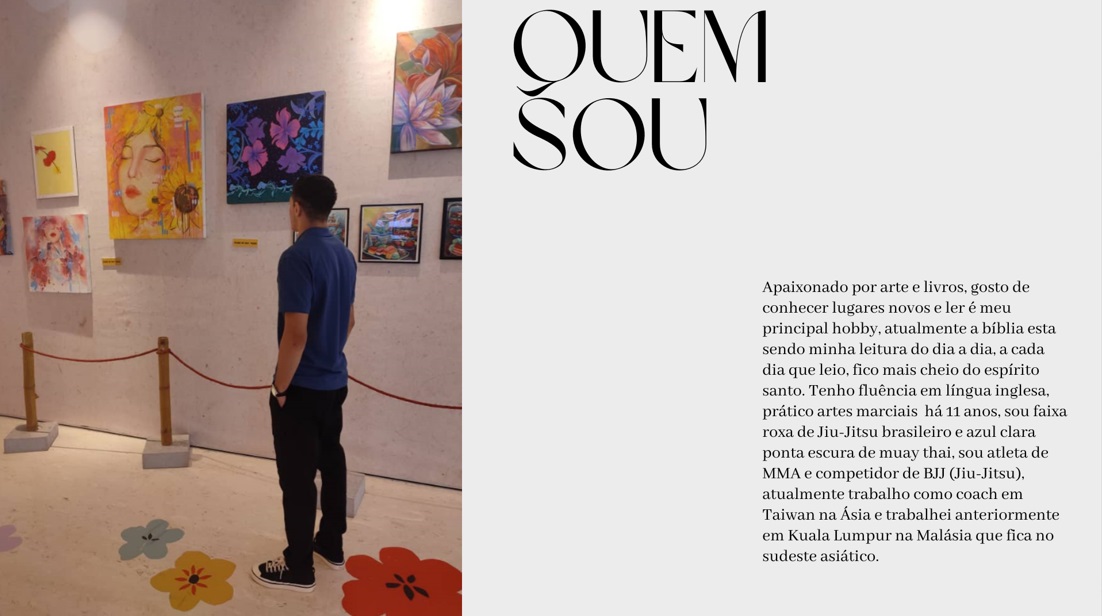 QUEM
SOU
Apaixonado por arte e livros, gosto de
conhecer lugares novos e ler é meu
principal hobby, atualmente a bíblia esta
sendo minha leitura do dia a dia, a cada
dia que leio, fico mais cheio do espírito
santo. Tenho fluência em língua inglesa,
prático artes marciais  há 11 anos, sou faixa
roxa de Jiu-Jitsu brasileiro e azul clara
ponta escura de muay thai, sou atleta de
MMA e competidor de BJJ (Jiu-Jitsu),
atualmente trabalho como coach em
Taiwan na Ásia e trabalhei anteriormente
em Kuala Lumpur na Malásia que fica no
sudeste asiático.